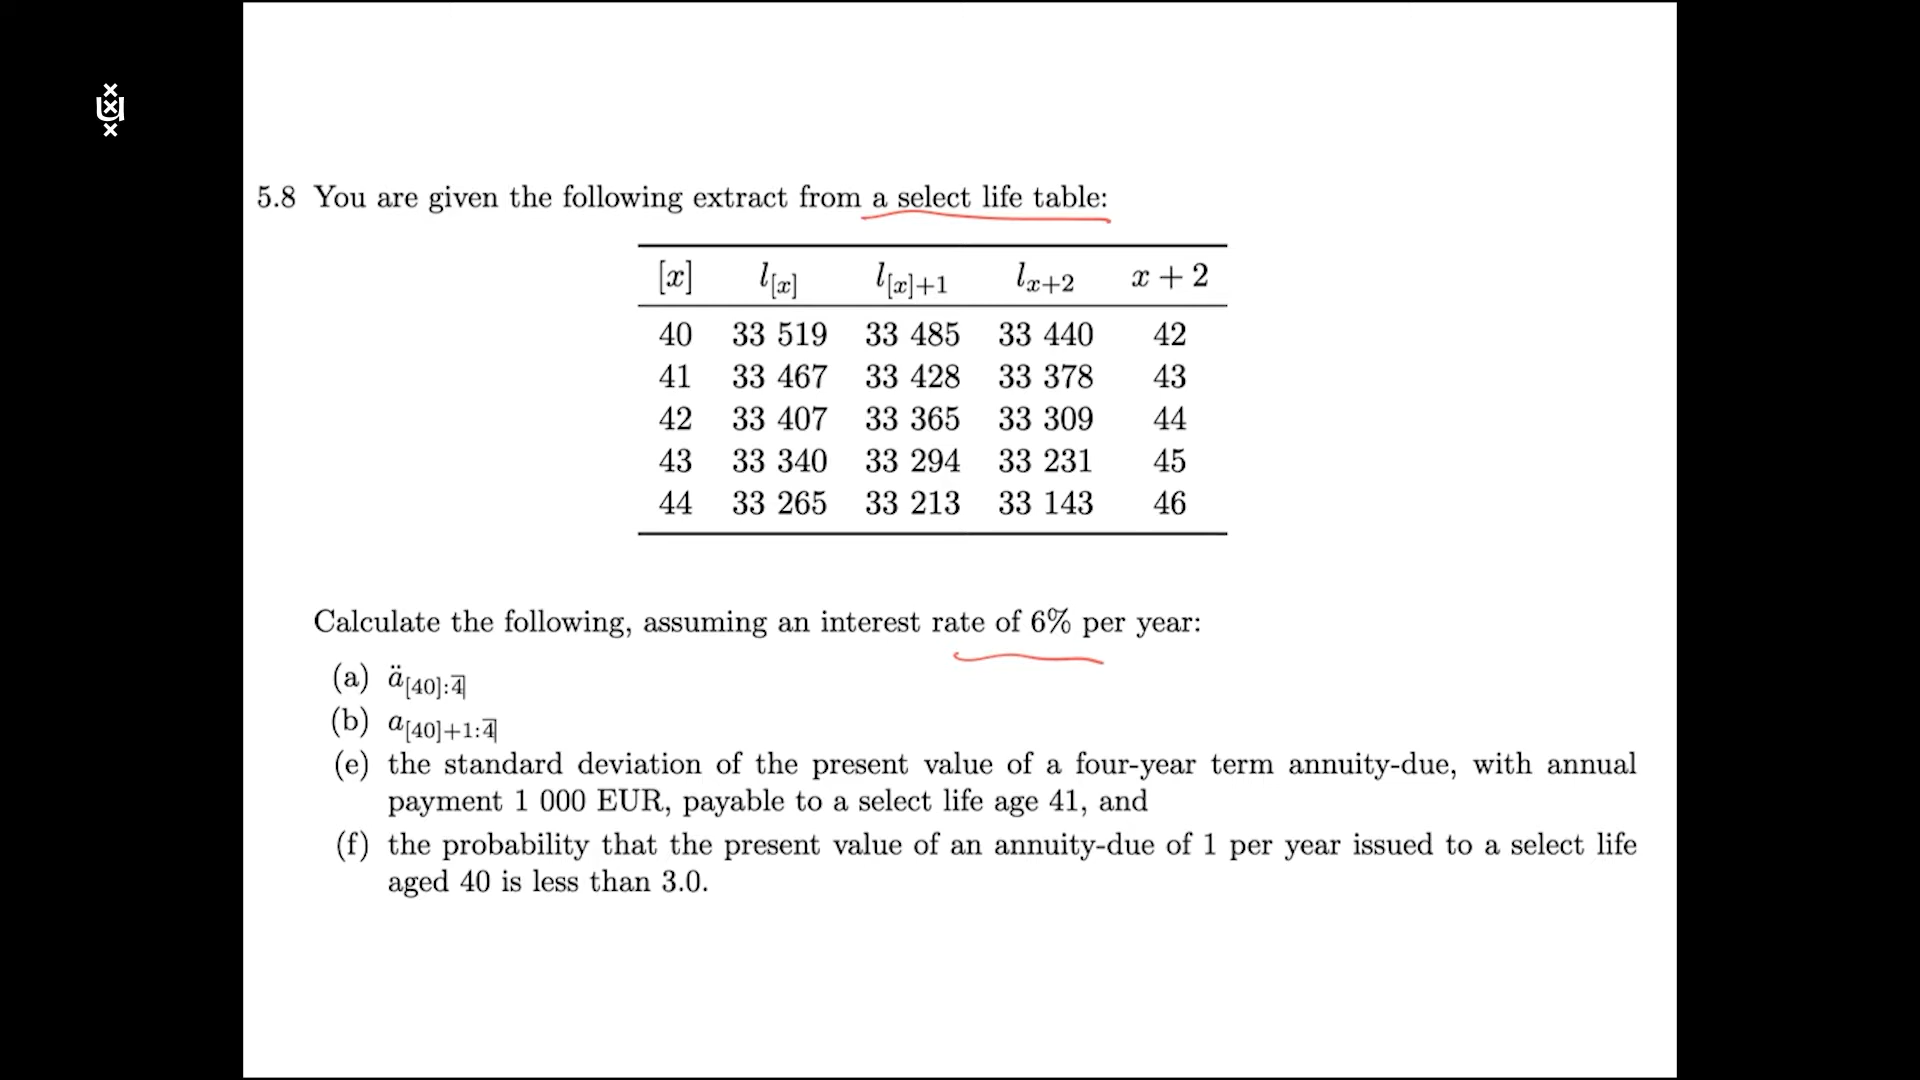 5.8 You are given the following extract from a select life table:
[x] l_{[x]} l_{[x]+1} l_{x+2} x + 2
40 33 519 33 485 33 440 42
41 33 467 33 428 33 378 43
42 33 407 33 365 33 309 44
43 33 340 33 294 33 231 45
44 33 265 33 213 33 143 46
Calculate the following, assuming an interest rate of 6% per year:
(a) ä_{[40]:4̅|}
(b) a_{[40]+1:4̅|}
(e) the standard deviation of the present value of a four-year term annuity-due, with annual
payment 1 000 EUR, payable to a select life age 41, and
(f) the probability that the present value of an annuity-due of 1 per year issued to a select life
aged 40 is less than 3.0.